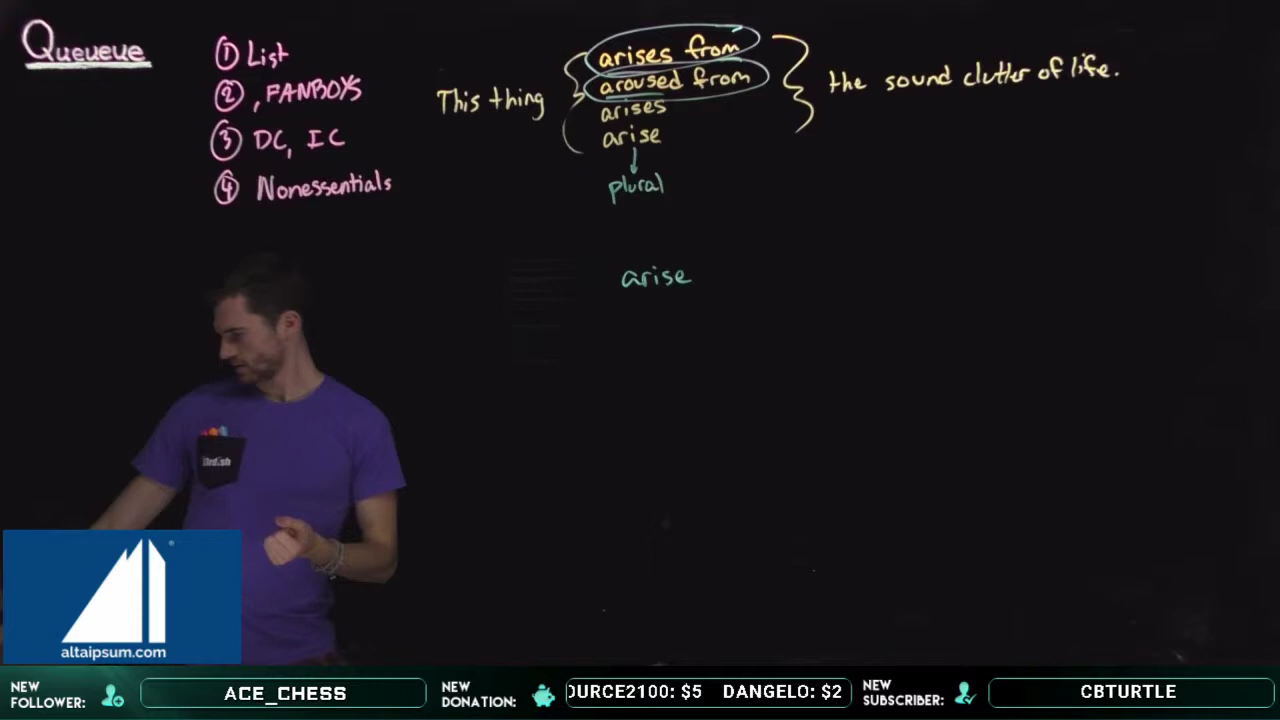 Queueue
① List
② , FANBOYS
③ DC, IC
④ Nonessentials
This thing
arises from
aroused from
arises
arise
plural
the sound clutter of life.
arise
altaipsum.com
NEW FOLLOWER:
ACE_CHESS
NEW DONATION:
OURCE2100: $5 DANGELO: $2
NEW SUBSCRIBER:
CBTURTLE